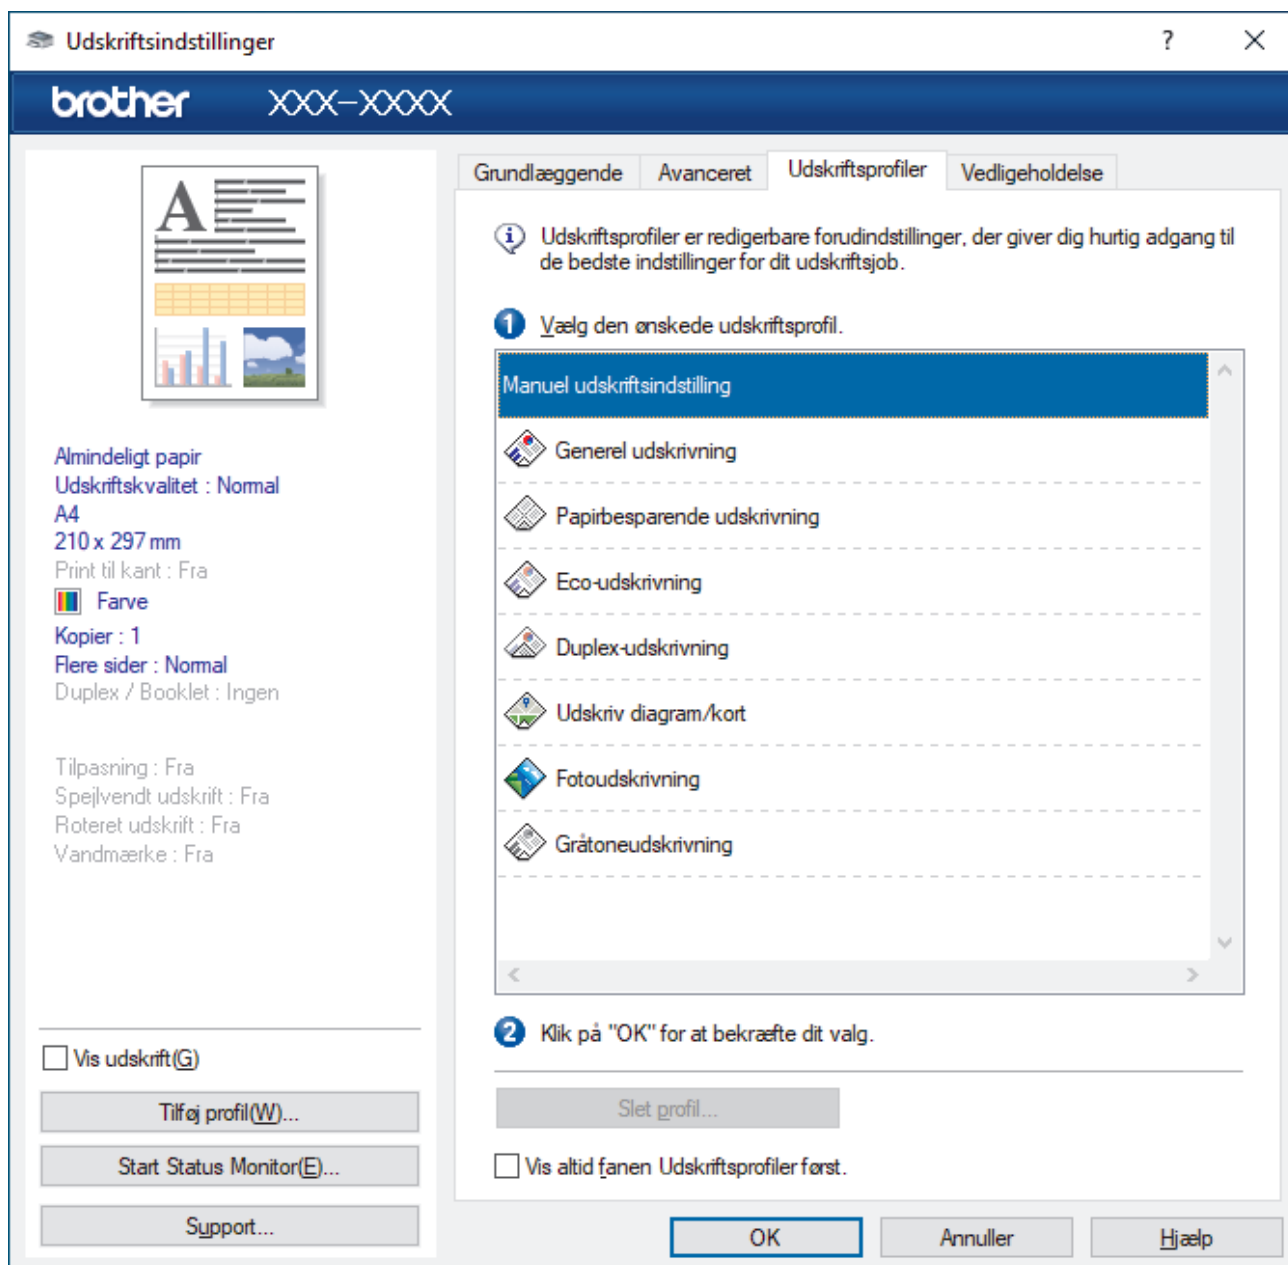 Udskriftsindstillinger
?
brother XXX-XXXX
A
Almindeligt papir
Udskriftskvalitet : Normal
A4
210 x 297 mm
Print til kant : Fra
Farve
Kopier : 1
Flere sider : Normal
Duplex / Booklet : Ingen
Tilpasning : Fra
Spejlvendt udskrift : Fra
Roteret udskrift : Fra
Vandmærke : Fra
Vis udskrift(G)
Tilføj profil(W)...
Start Status Monitor(E)...
Support...
Grundlæggende Avanceret Udskriftsprofiler Vedligeholdelse
Udskriftsprofiler er redigerbare forudindstillinger, der giver dig hurtig adgang til
de bedste indstillinger for dit udskriftsjob.
1 Vælg den ønskede udskriftsprofil.
Manuel udskriftsindstilling
Generel udskrivning
Papirbesparende udskrivning
Eco-udskrivning
Duplex-udskrivning
Udskriv diagram/kort
Fotoudskrivning
Gråtoneudskrivning
2 Klik på "OK" for at bekræfte dit valg.
Slet profil...
Vis altid fanen Udskriftsprofiler først.
OK Annuller Hjælp